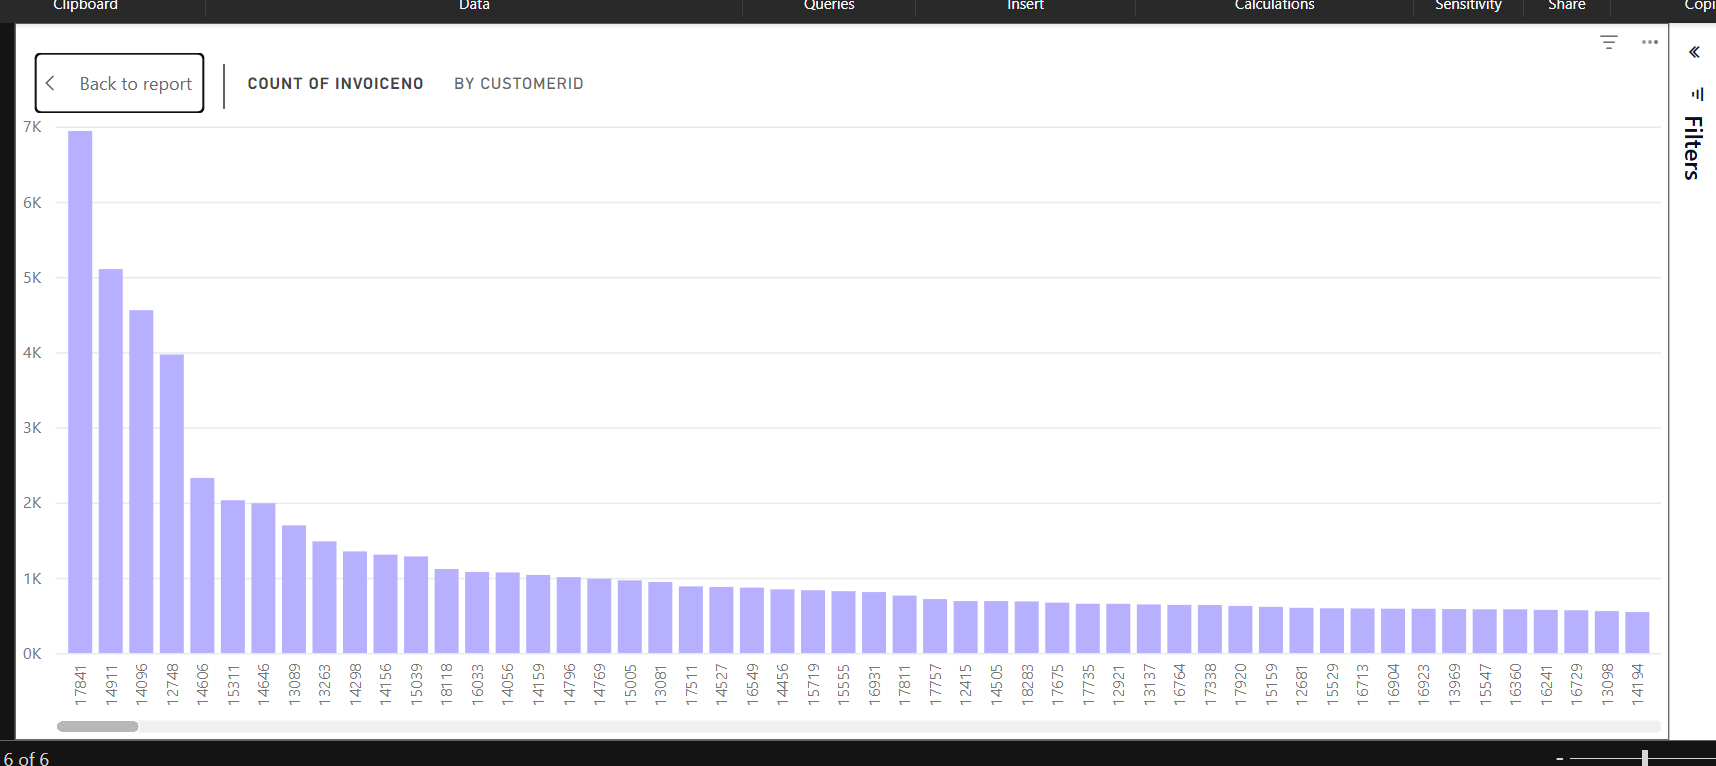 Clipboard Data Queries Insert Calculations Sensitivity Share Copi
Back to report COUNT OF INVOICENO BY CUSTOMERID
Filters
7K
6K
5K
4K
3K
2K
1K
0K
17841 14911 14096 12748 14606 15311 14646 13089 13263 14298 14156 15039 18118 16033 14056 14159 14796 14769 15005 13081 17511 14527 16549 14456 15719 15555 16931 17811 17757 12415 14505 18283 17675 17735 12921 13137 16764 17338 17920 15159 12681 15529 16713 16904 16923 13969 15547 16360 16241 16729 13098 14194
6 of 6